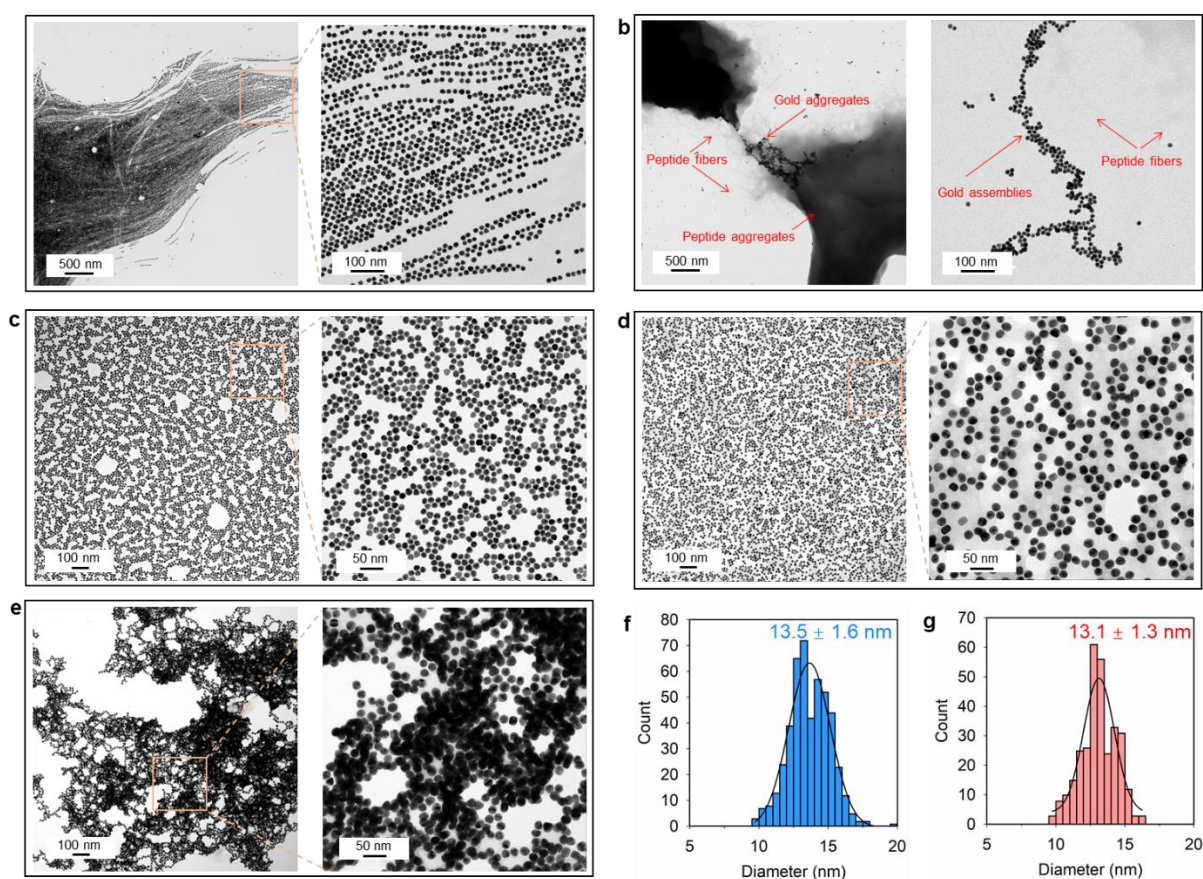 500 nm
100 nm
b
Gold aggregates
Peptide fibers
Peptide aggregates
500 nm
Peptide fibers
Gold assemblies
100 nm
c
100 nm
50 nm
d
100 nm
50 nm
e
100 nm
50 nm
f
13.5 ± 1.6 nm
80
70
60
50
40
30
20
10
0
Count
5
10
15
20
Diameter (nm)
g
13.1 ± 1.3 nm
70
60
50
40
30
20
10
0
Count
5
10
15
20
Diameter (nm)